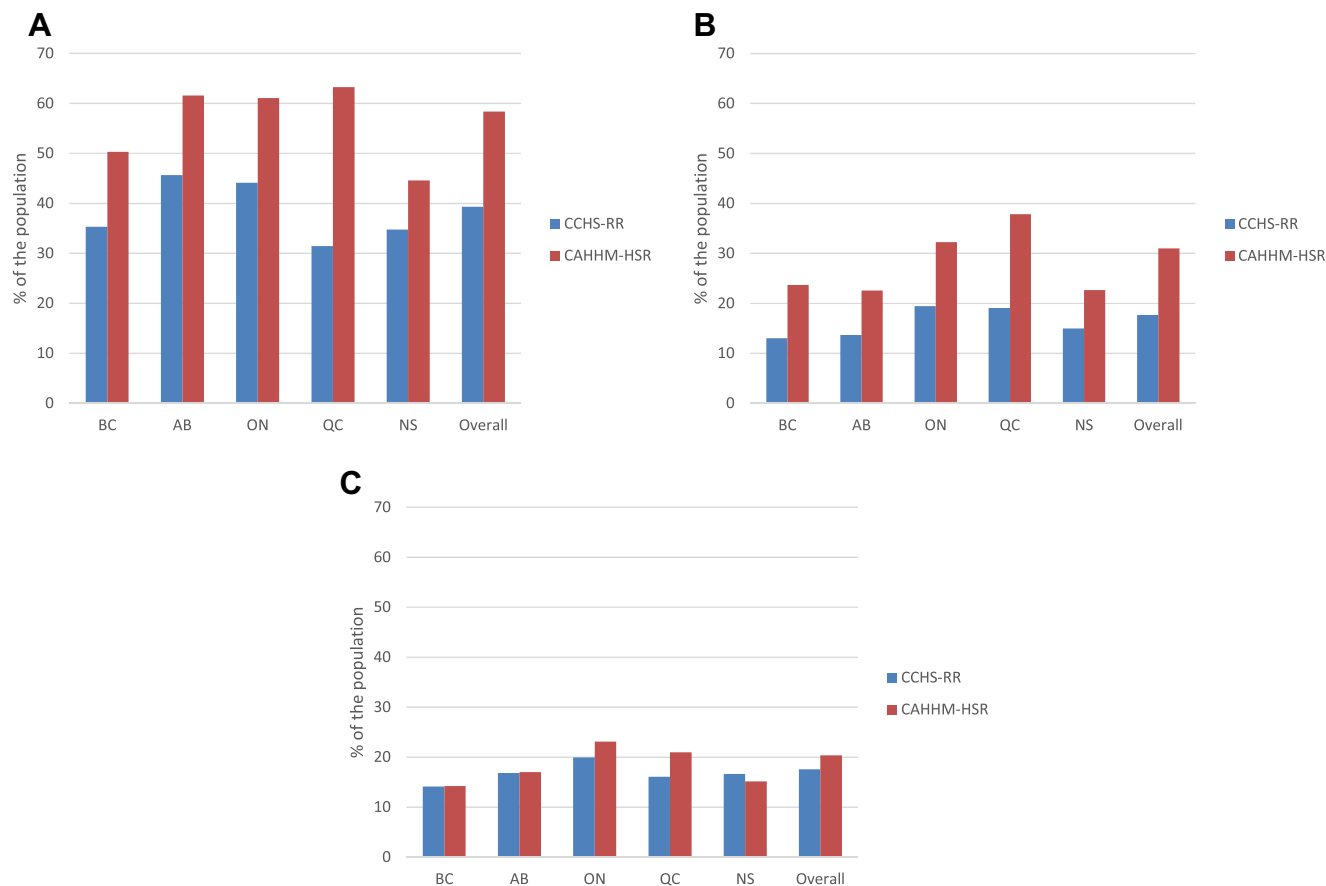 A
% of the population
70
60
50
40
30
20
10
0
BC AB ON QC NS Overall
CCHS-RR
CAHHM-HSR
B
% of the population
70
60
50
40
30
20
10
0
BC AB ON QC NS Overall
CCHS-RR
CAHHM-HSR
C
% of the population
70
60
50
40
30
20
10
0
BC AB ON QC NS Overall
CCHS-RR
CAHHM-HSR